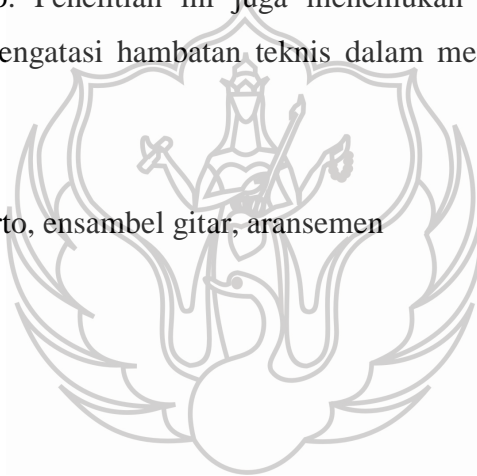 Penelitian ini juga menemukan
engatasi hambatan teknis dalam me
rto, ensambel gitar, aransemen